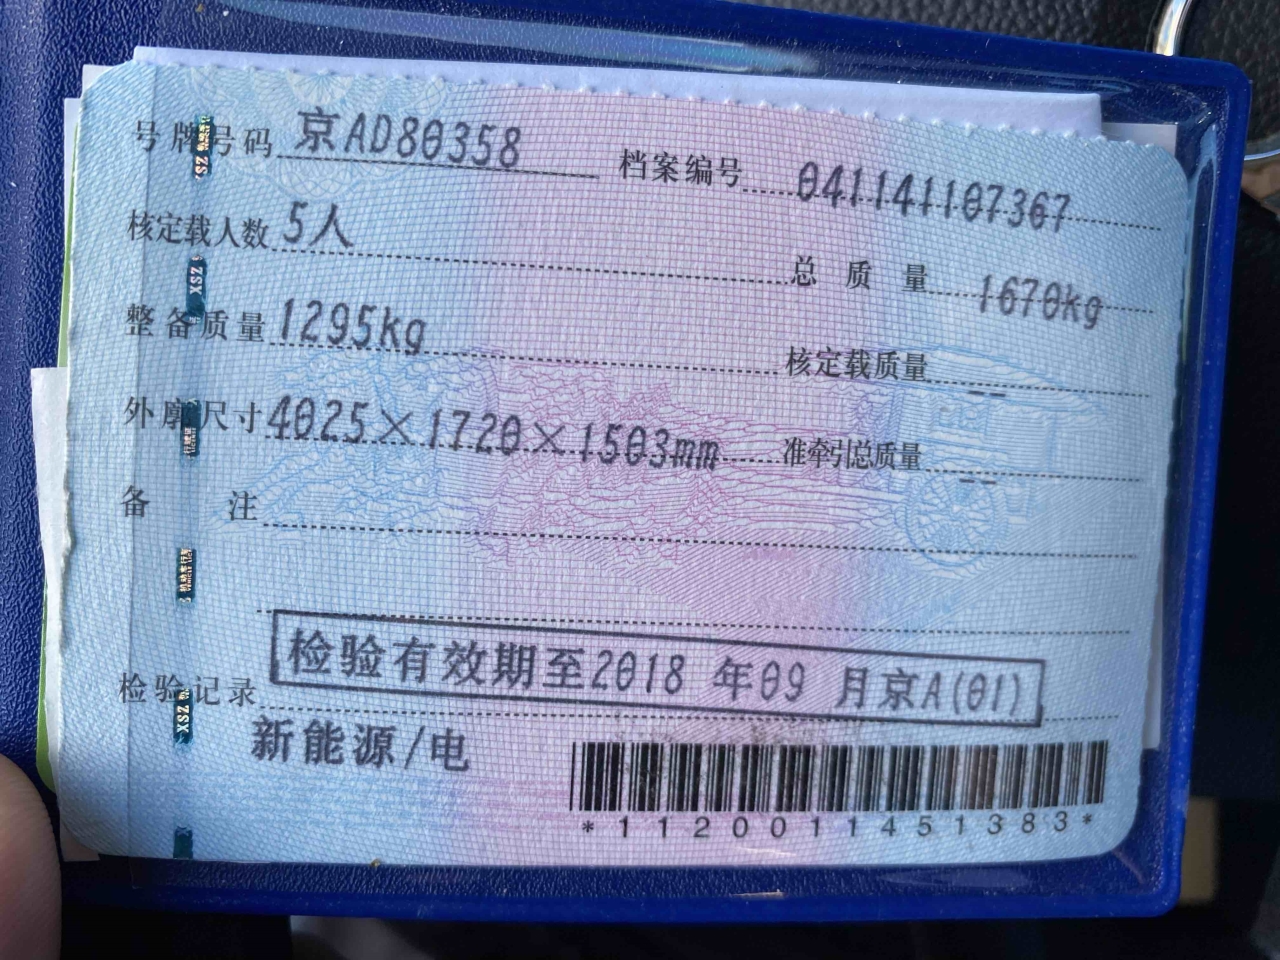 号牌号码 京AD80358 档案编号 041141107367
核定载人数 5人 总质量 1670kg
整备质量 1295kg 核定载质量 --
外廓尺寸 4025×1720×1503mm 准牵引总质量 --
备注
检验记录 检验有效期至2018 年09 月京A(01)
新能源/电
*1120011451383*